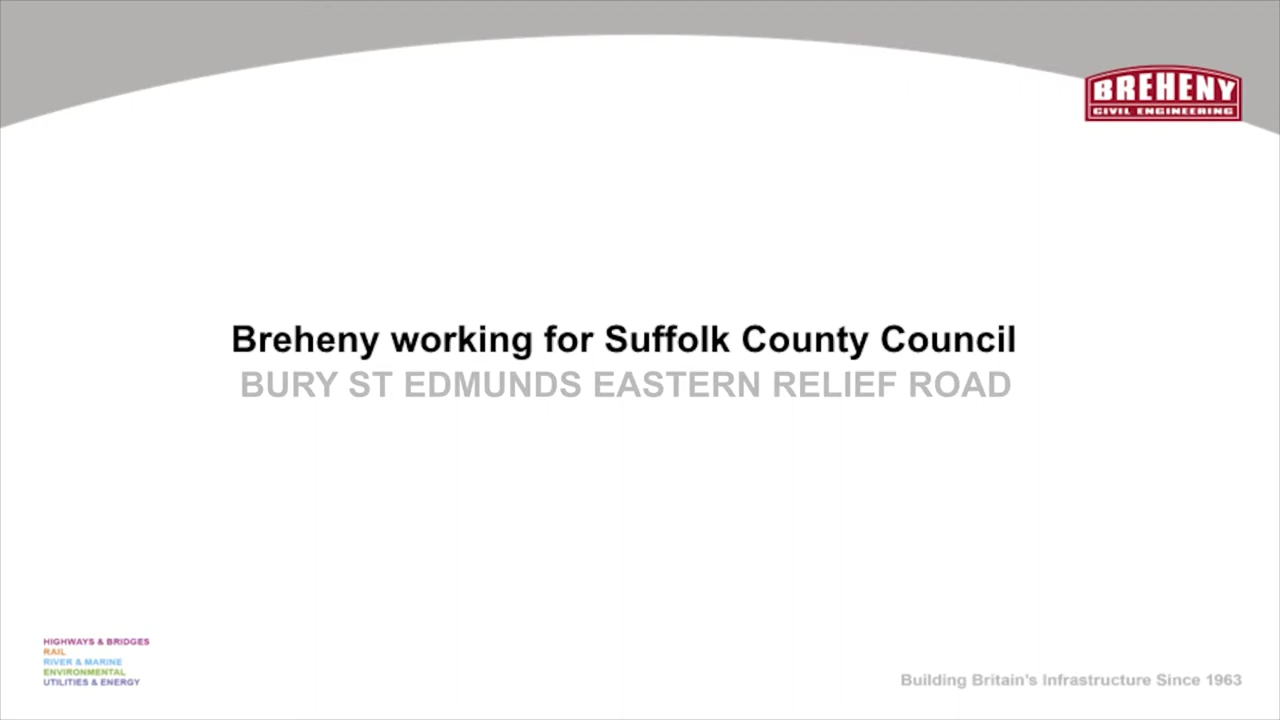 BREHENY
CIVIL ENGINEERING
Breheny working for Suffolk County Council
BURY ST EDMUNDS EASTERN RELIEF ROAD
HIGHWAYS & BRIDGES
RAIL
RIVER & MARINE
ENVIRONMENTAL
UTILITIES & ENERGY
Building Britain's Infrastructure Since 1963